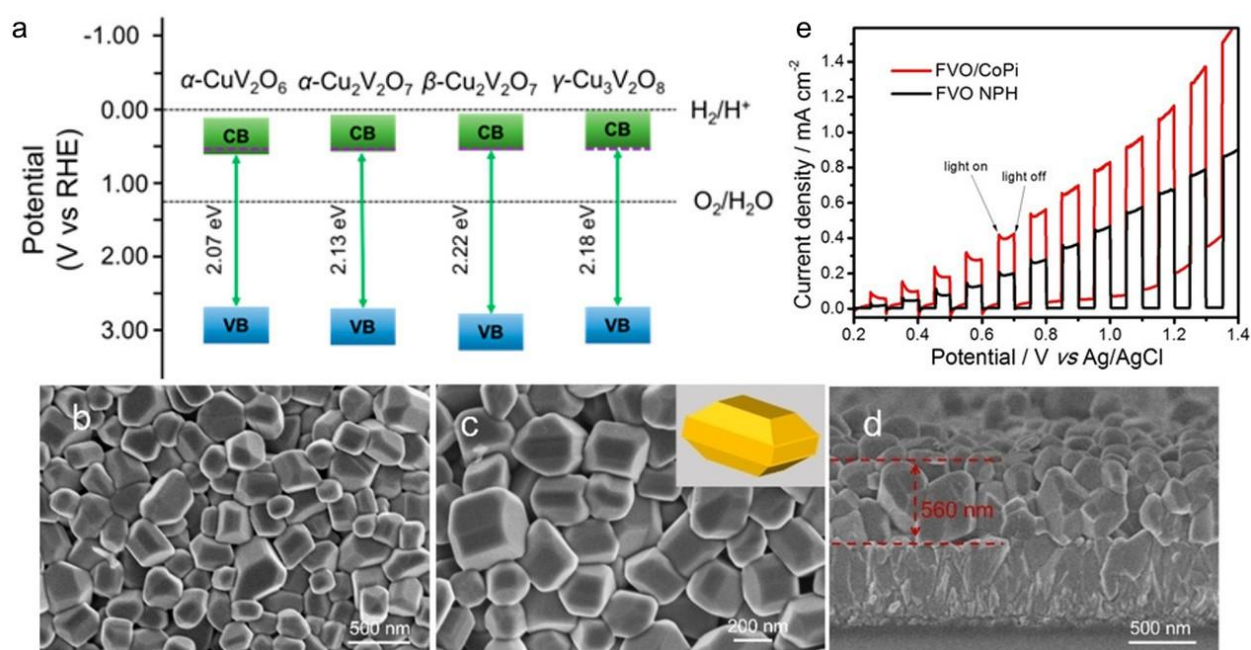 a
-1.00
0.00
1.00
2.00
3.00
Potential
(V vs RHE)
α-CuV₂O₆ α-Cu₂V₂O₇ β-Cu₂V₂O₇ γ-Cu₃V₂O₈
CB CB CB CB
2.07 eV 2.13 eV 2.22 eV 2.18 eV
VB VB VB VB
H₂/H⁺
O₂/H₂O
e
FVO/CoPi
FVO NPH
light on
light off
1.4
1.2
1.0
0.8
0.6
0.4
0.2
0.0
Current density / mA cm⁻²
0.2 0.4 0.6 0.8 1.0 1.2 1.4
Potential / V vs Ag/AgCl
b
500 nm
c
200 nm
d
560 nm
500 nm